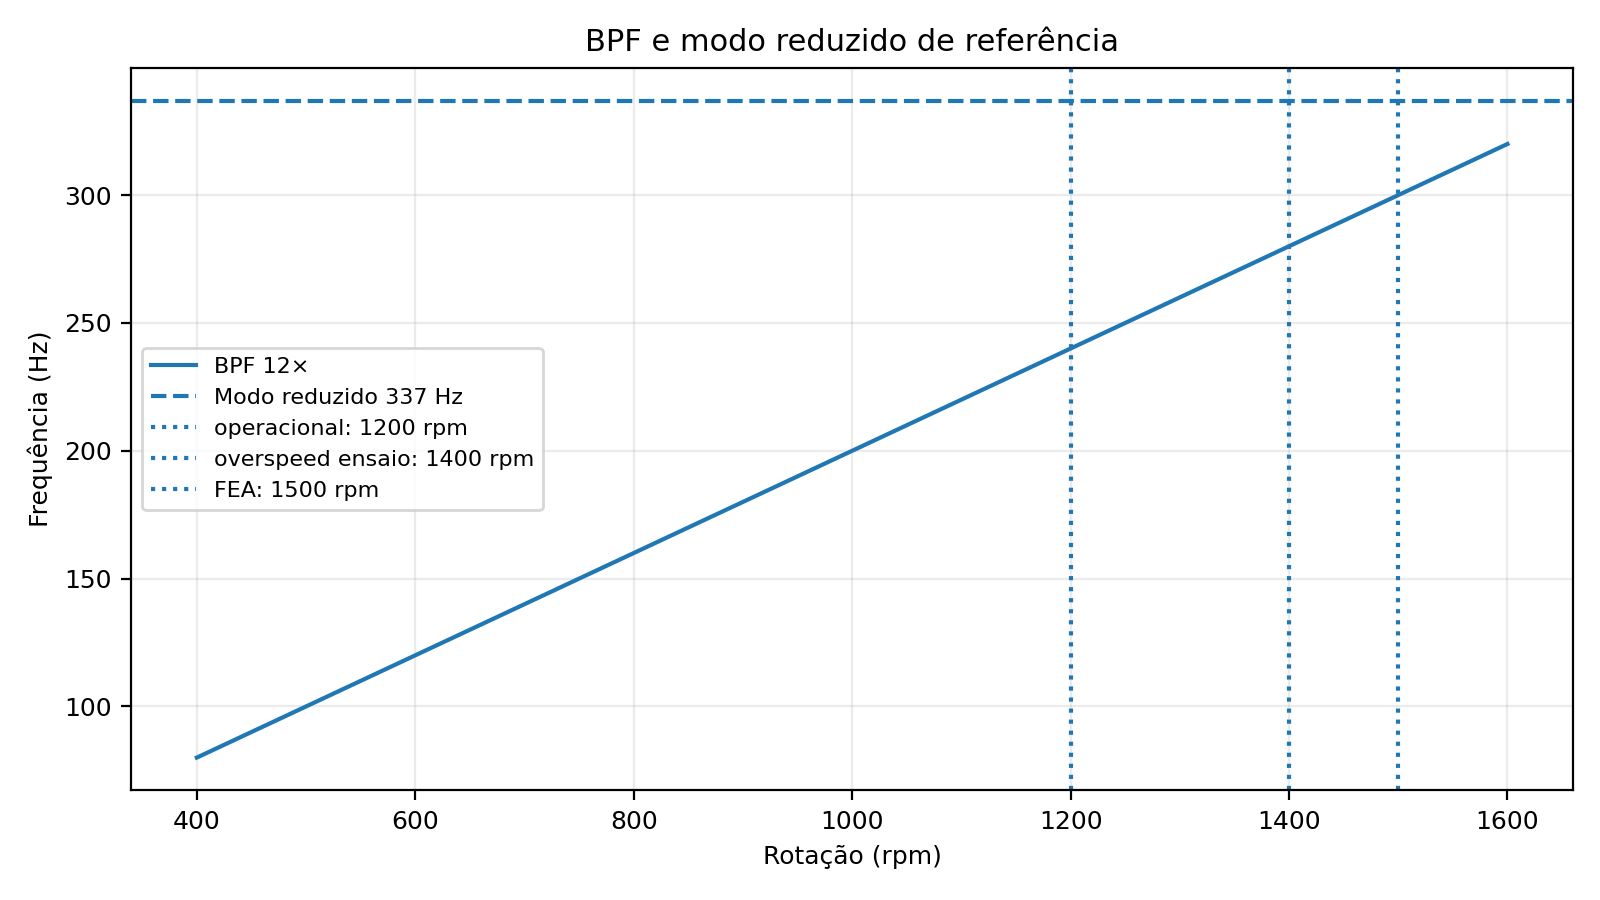 BPF e modo reduzido de referência
Frequência (Hz)
300
250
200
150
100
BPF 12×
Modo reduzido 337 Hz
operacional: 1200 rpm
overspeed ensaio: 1400 rpm
FEA: 1500 rpm
400 600 800 1000 1200 1400 1600
Rotação (rpm)